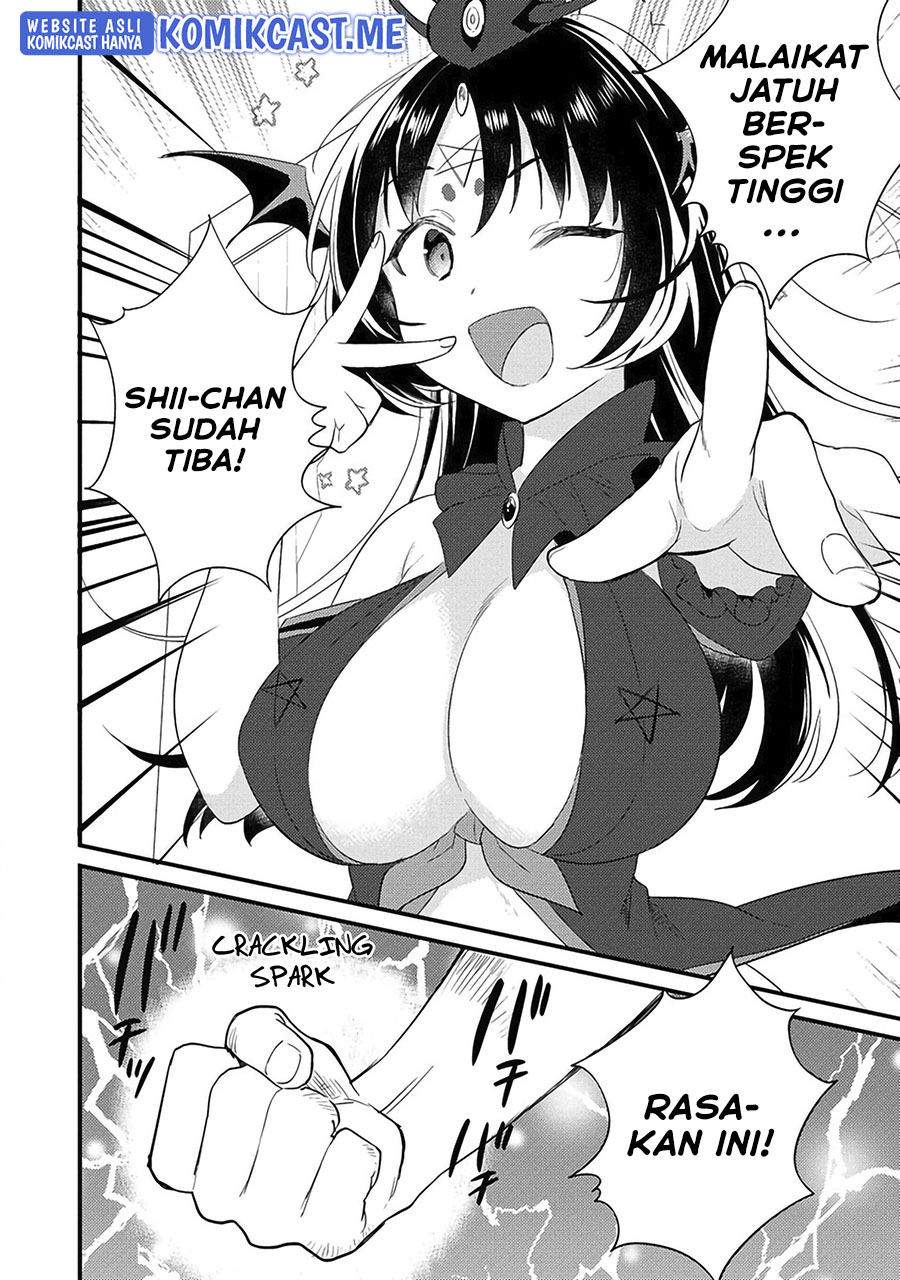 WEBSITE ASLI
KOMIKCAST HANYA
KOMIKCAST.ME
MALAIKAT
JATUH
BER-
SPEK
TINGGI
...
SHII-CHAN
SUDAH
TIBA!
CRACKLING
SPARK
RASA-
KAN INI!